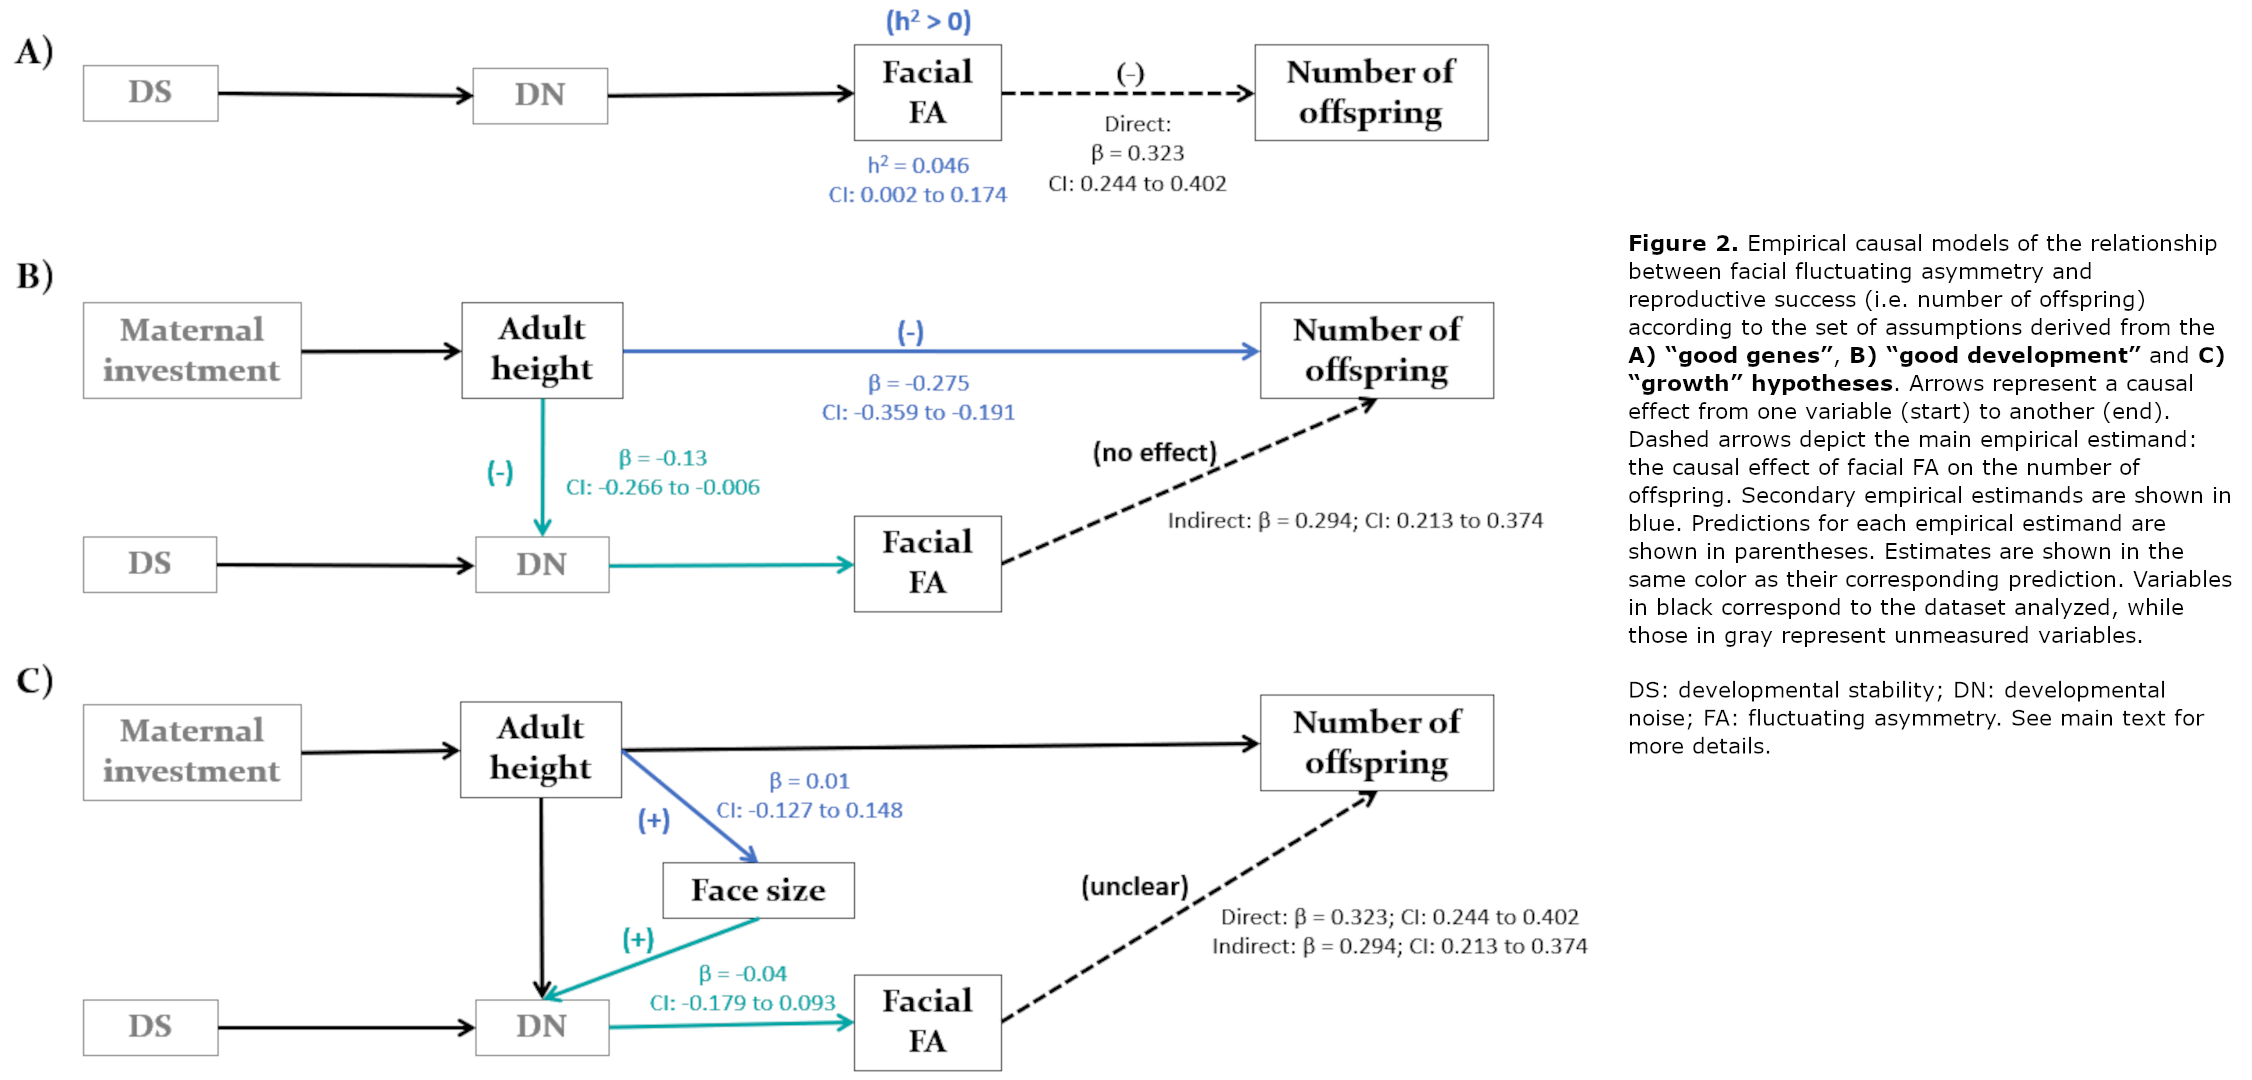 A)
(h² > 0)
DS
DN
Facial
FA
(-)
Number of
offspring
h² = 0.046
CI: 0.002 to 0.174
Direct:
β = 0.323
CI: 0.244 to 0.402
B)
Maternal
investment
Adult
height
(-)
β = -0.275
CI: -0.359 to -0.191
Number of
offspring
(-)
β = -0.13
CI: -0.266 to -0.006
(no effect)
Indirect: β = 0.294; CI: 0.213 to 0.374
DS
DN
Facial
FA
C)
Maternal
investment
Adult
height
Number of
offspring
β = 0.01
CI: -0.127 to 0.148
(+)
Face size
(+)
β = -0.04
CI: -0.179 to 0.093
(unclear)
Direct: β = 0.323; CI: 0.244 to 0.402
Indirect: β = 0.294; CI: 0.213 to 0.374
DS
DN
Facial
FA
Figure 2. Empirical causal models of the relationship
between facial fluctuating asymmetry and
reproductive success (i.e. number of offspring)
according to the set of assumptions derived from the
A) “good genes”, B) “good development” and C)
“growth” hypotheses. Arrows represent a causal
effect from one variable (start) to another (end).
Dashed arrows depict the main empirical estimand:
the causal effect of facial FA on the number of
offspring. Secondary empirical estimands are shown in
blue. Predictions for each empirical estimand are
shown in parentheses. Estimates are shown in the
same color as their corresponding prediction. Variables
in black correspond to the dataset analyzed, while
those in gray represent unmeasured variables.
DS: developmental stability; DN: developmental
noise; FA: fluctuating asymmetry. See main text for
more details.